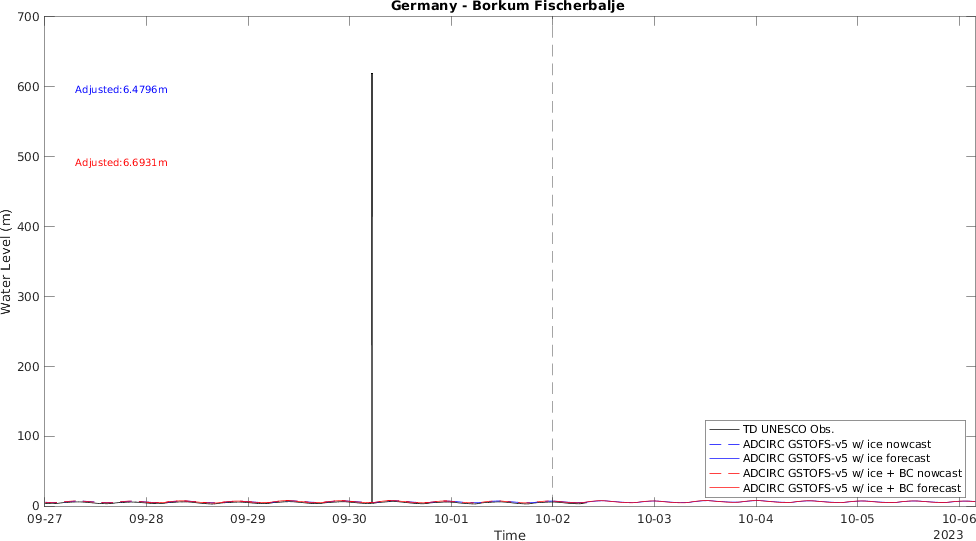 Germany - Borkum Fischerbalje
700
600
500
400
300
200
100
0
Water Level (m)
Adjusted:6.4796m
Adjusted:6.6931m
TD UNESCO Obs.
ADCIRC GSTOFS-v5 w/ ice nowcast
ADCIRC GSTOFS-v5 w/ ice forecast
ADCIRC GSTOFS-v5 w/ ice + BC nowcast
ADCIRC GSTOFS-v5 w/ ice + BC forecast
09-27 09-28 09-29 09-30 10-01 10-02 10-03 10-04 10-05 10-06
Time
2023